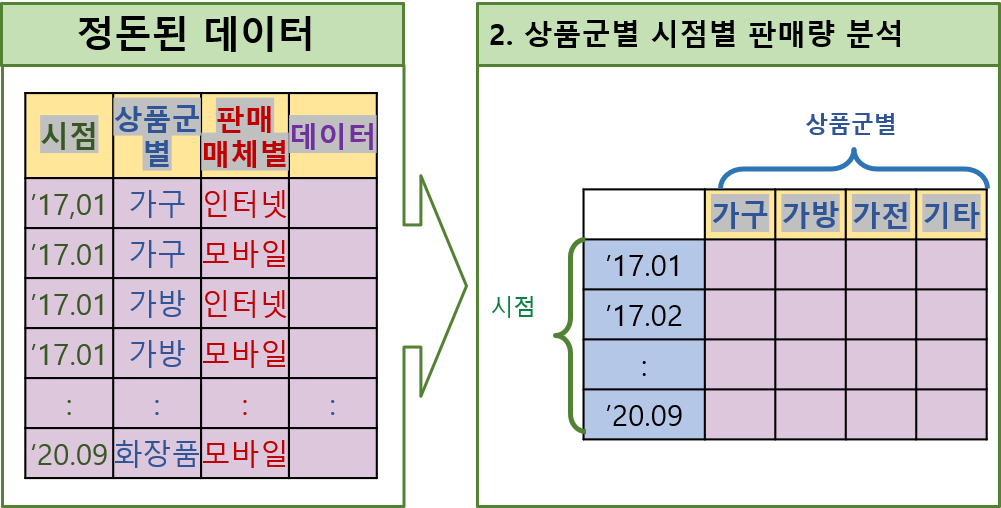 정돈된 데이터
시점 상품군별 판매매체별 데이터
’17,01 가구 인터넷
’17.01 가구 모바일
’17.01 가방 인터넷
’17.01 가방 모바일
: : : :
’20.09 화장품 모바일
2. 상품군별 시점별 판매량 분석
상품군별
가구 가방 가전 기타
시점
’17.01
’17.02
:
’20.09